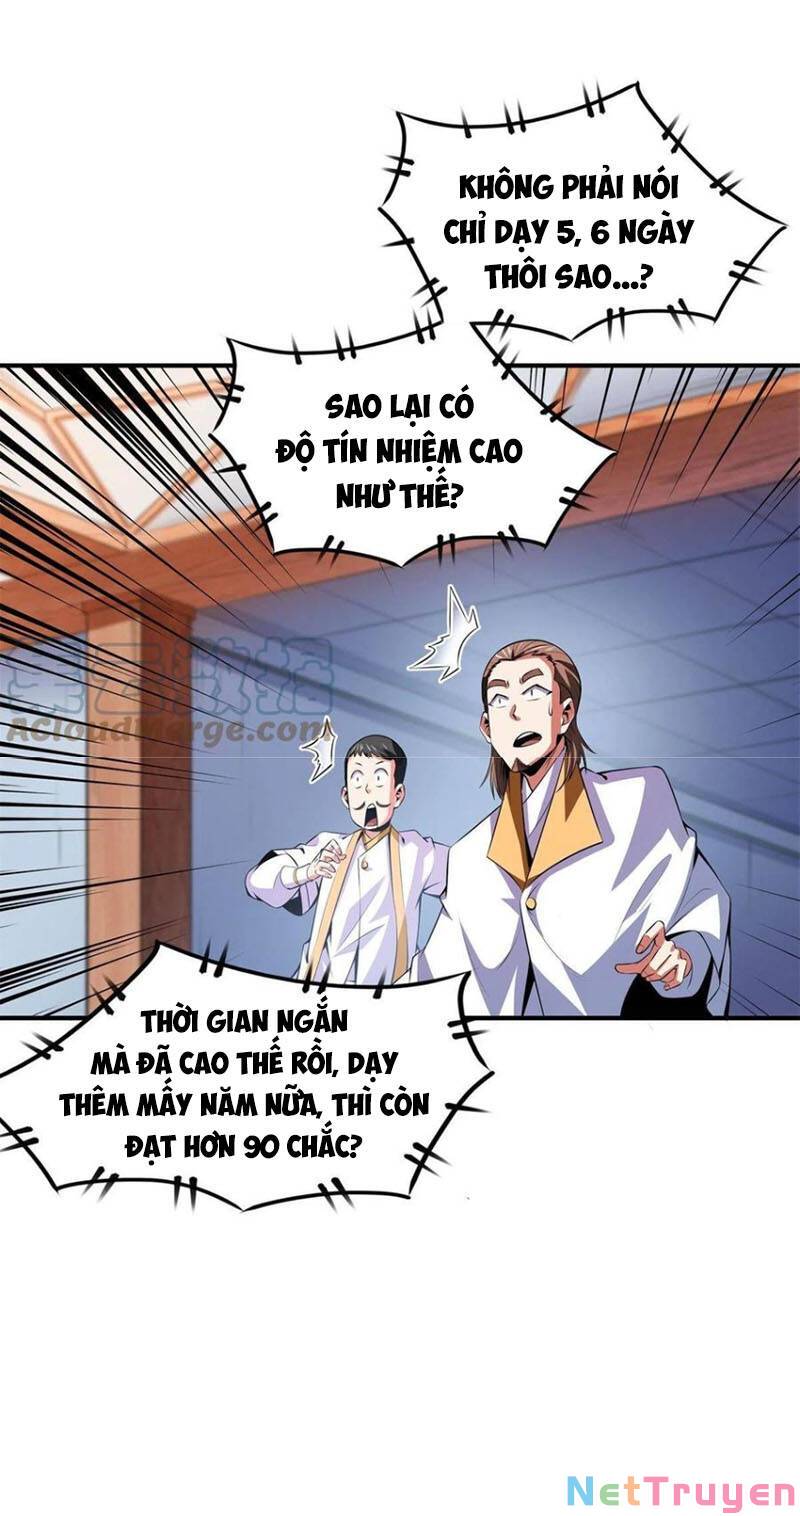 KHÔNG PHẢI NÓI
CHỈ DẠY 5, 6 NGÀY
THÔI SAO...?
SAO LẠI CÓ
ĐỘ TÍN NHIỆM CAO
NHƯ THẾ?
ACloudMerge.com
THỜI GIAN NGẮN
MÀ ĐÃ CAO THẾ RỒI, DẠY
THÊM MẤY NĂM NỮA, THÌ CÒN
ĐẠT HƠN 90 CHẮC?
NetTruyen